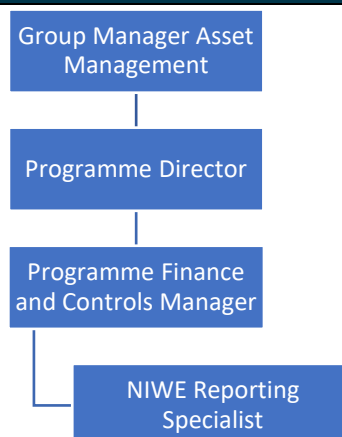 Group Manager Asset
Management
Programme Director
Programme Finance
and Controls Manager
NIWE Reporting
Specialist